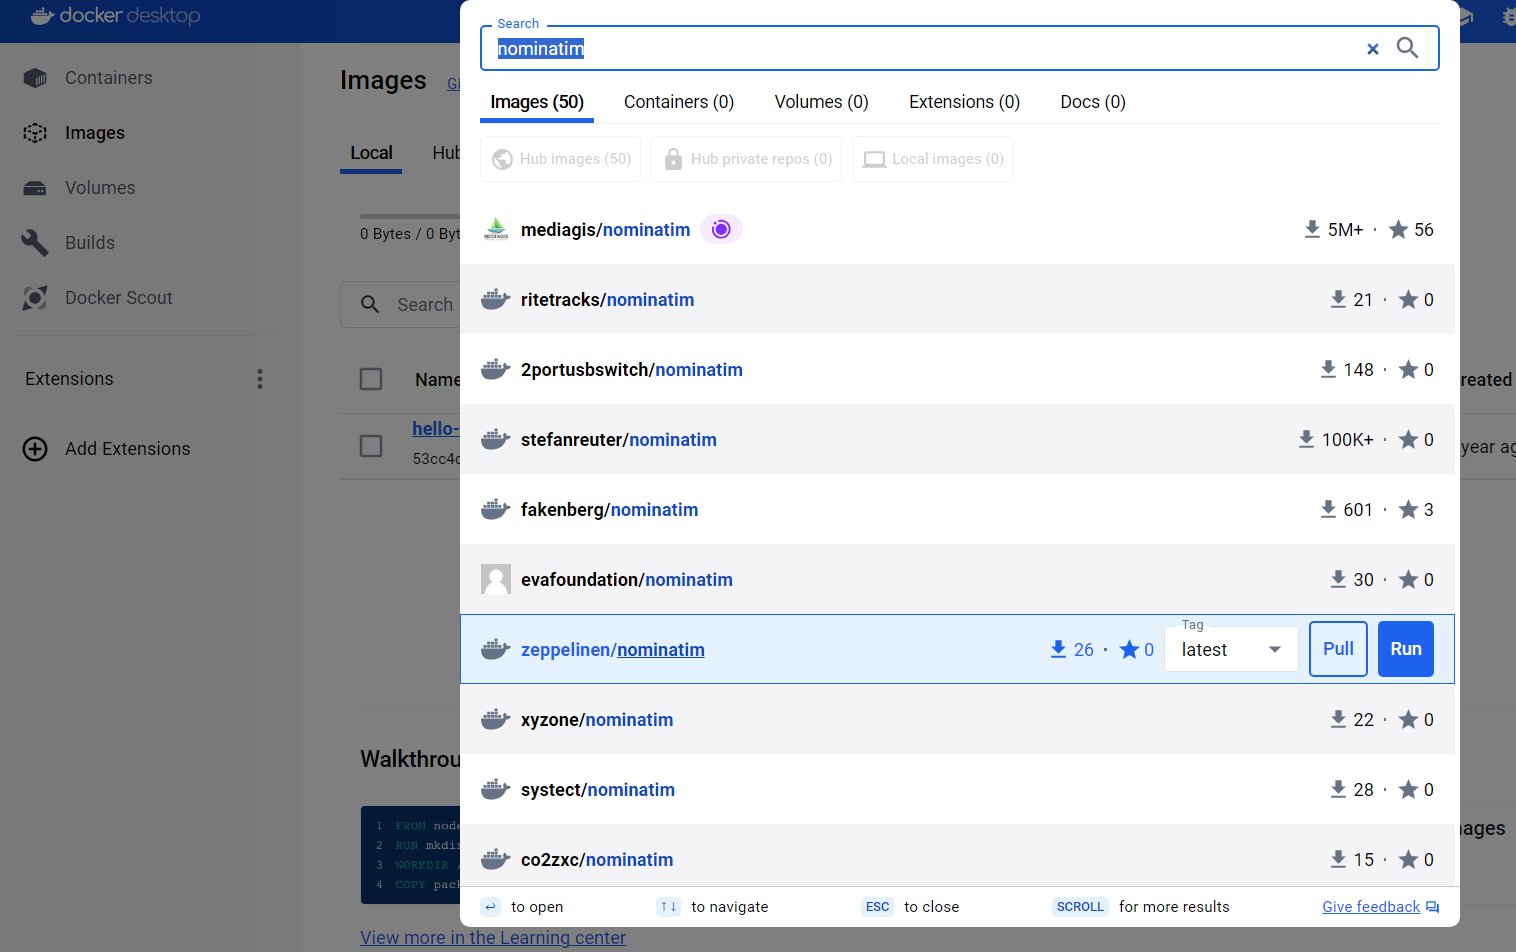 docker desktop
Containers
Images
Volumes
Builds
Docker Scout
Extensions
Add Extensions
Images Gi
Local Hub
0 Bytes / 0 Byt
Search
Name
reated
hello-
53cc4c
year ag
Walkthrou
1 FROM node
2 RUN mkdir
3 WORKDIR /
4 COPY pack
ages
View more in the Learning center
Search
nominatim
Images (50) Containers (0) Volumes (0) Extensions (0) Docs (0)
Hub images (50) Hub private repos (0) Local images (0)
mediagis/nominatim 5M+ · 56
ritetracks/nominatim 21 · 0
2portusbswitch/nominatim 148 · 0
stefanreuter/nominatim 100K+ · 0
fakenberg/nominatim 601 · 3
evafoundation/nominatim 30 · 0
zeppelinen/nominatim 26 · 0 Tag latest Pull Run
xyzone/nominatim 22 · 0
systect/nominatim 28 · 0
co2zxc/nominatim 15 · 0
↩ to open ↑↓ to navigate ESC to close SCROLL for more results Give feedback